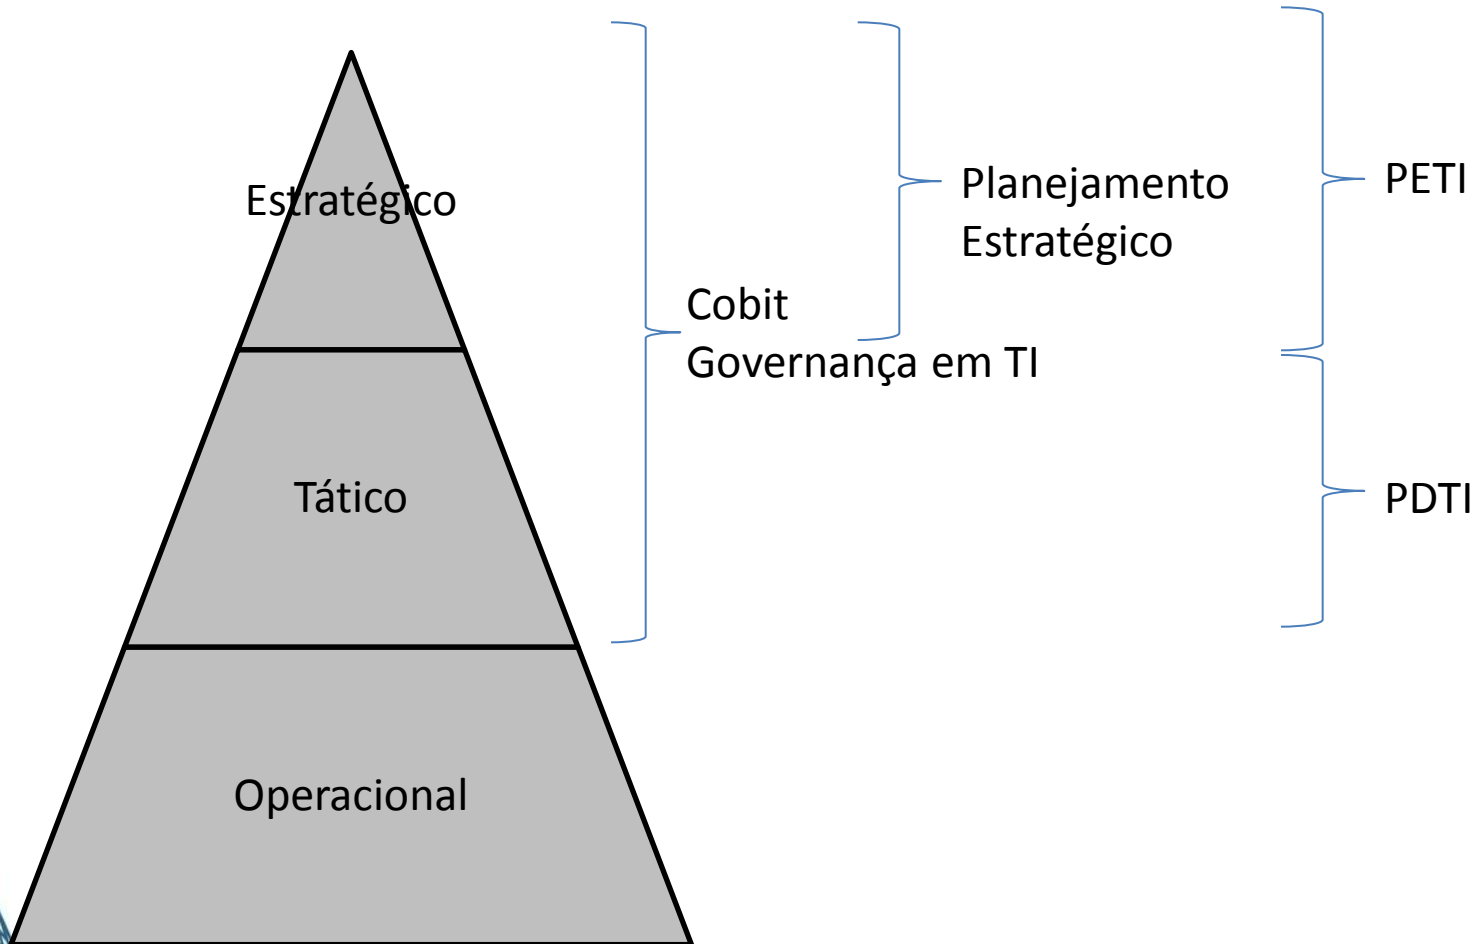 Estratégico
Tático
Operacional
Cobit
Governança em TI
Planejamento
Estratégico
PETI
PDTI